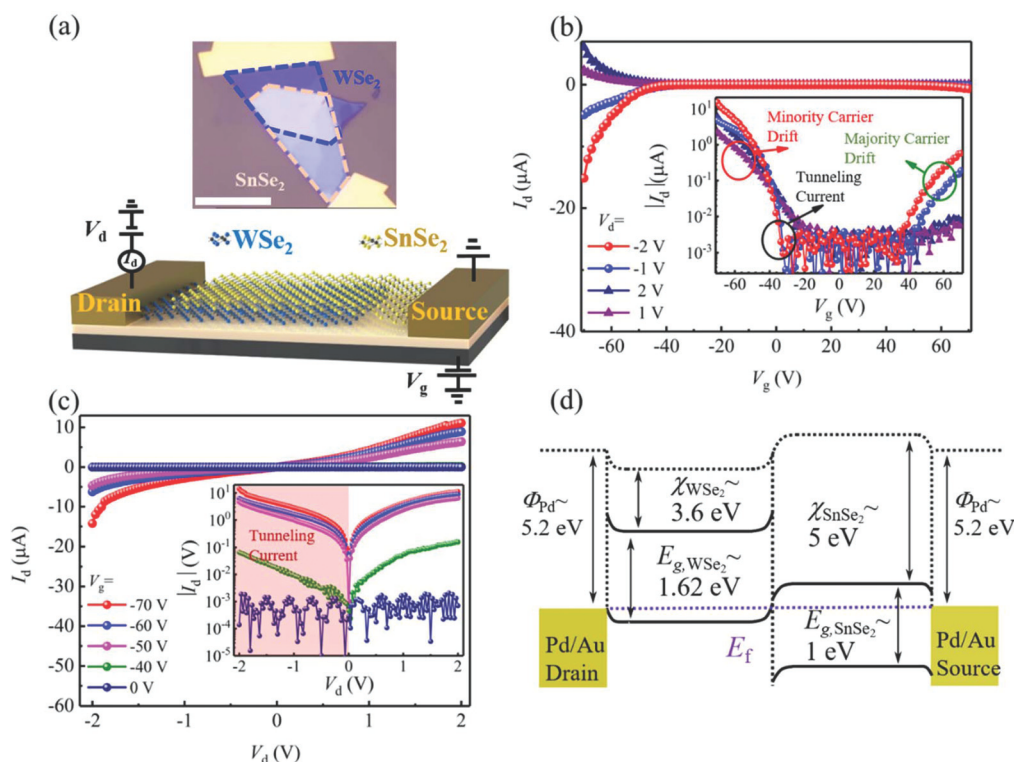 (a)
WSe2
SnSe2
Vd
Id
WSe2
SnSe2
Drain
Source
Vg
(b)
0
-20
-40
Id (μA)
Vd=
-2 V
-1 V
2 V
1 V
-60 -40 -20 0 20 40 60
Vg (V)
10^1
10^0
10^-1
10^-2
10^-3
|Id|(μA)
Minority Carrier
Drift
Majority Carrier
Drift
Tunneling
Current
-60 -40 -20 0 20 40 60
Vg (V)
(c)
10
0
-10
-20
-30
-40
-50
-60
Id (μA)
Vg=
-70 V
-60 V
-50 V
-40 V
0 V
-2 -1 0 1 2
Vd (V)
10^1
10^0
10^-1
10^-2
10^-3
10^-4
10^-5
|Id| (V)
Tunneling
Current
-2 -1 0 1 2
Vd (V)
(d)
ΦPd~
5.2 eV
χWSe2~
3.6 eV
Eg,WSe2~
1.62 eV
χSnSe2~
5 eV
Eg,SnSe2~
1 eV
ΦPd~
5.2 eV
Ef
Pd/Au
Drain
Pd/Au
Source